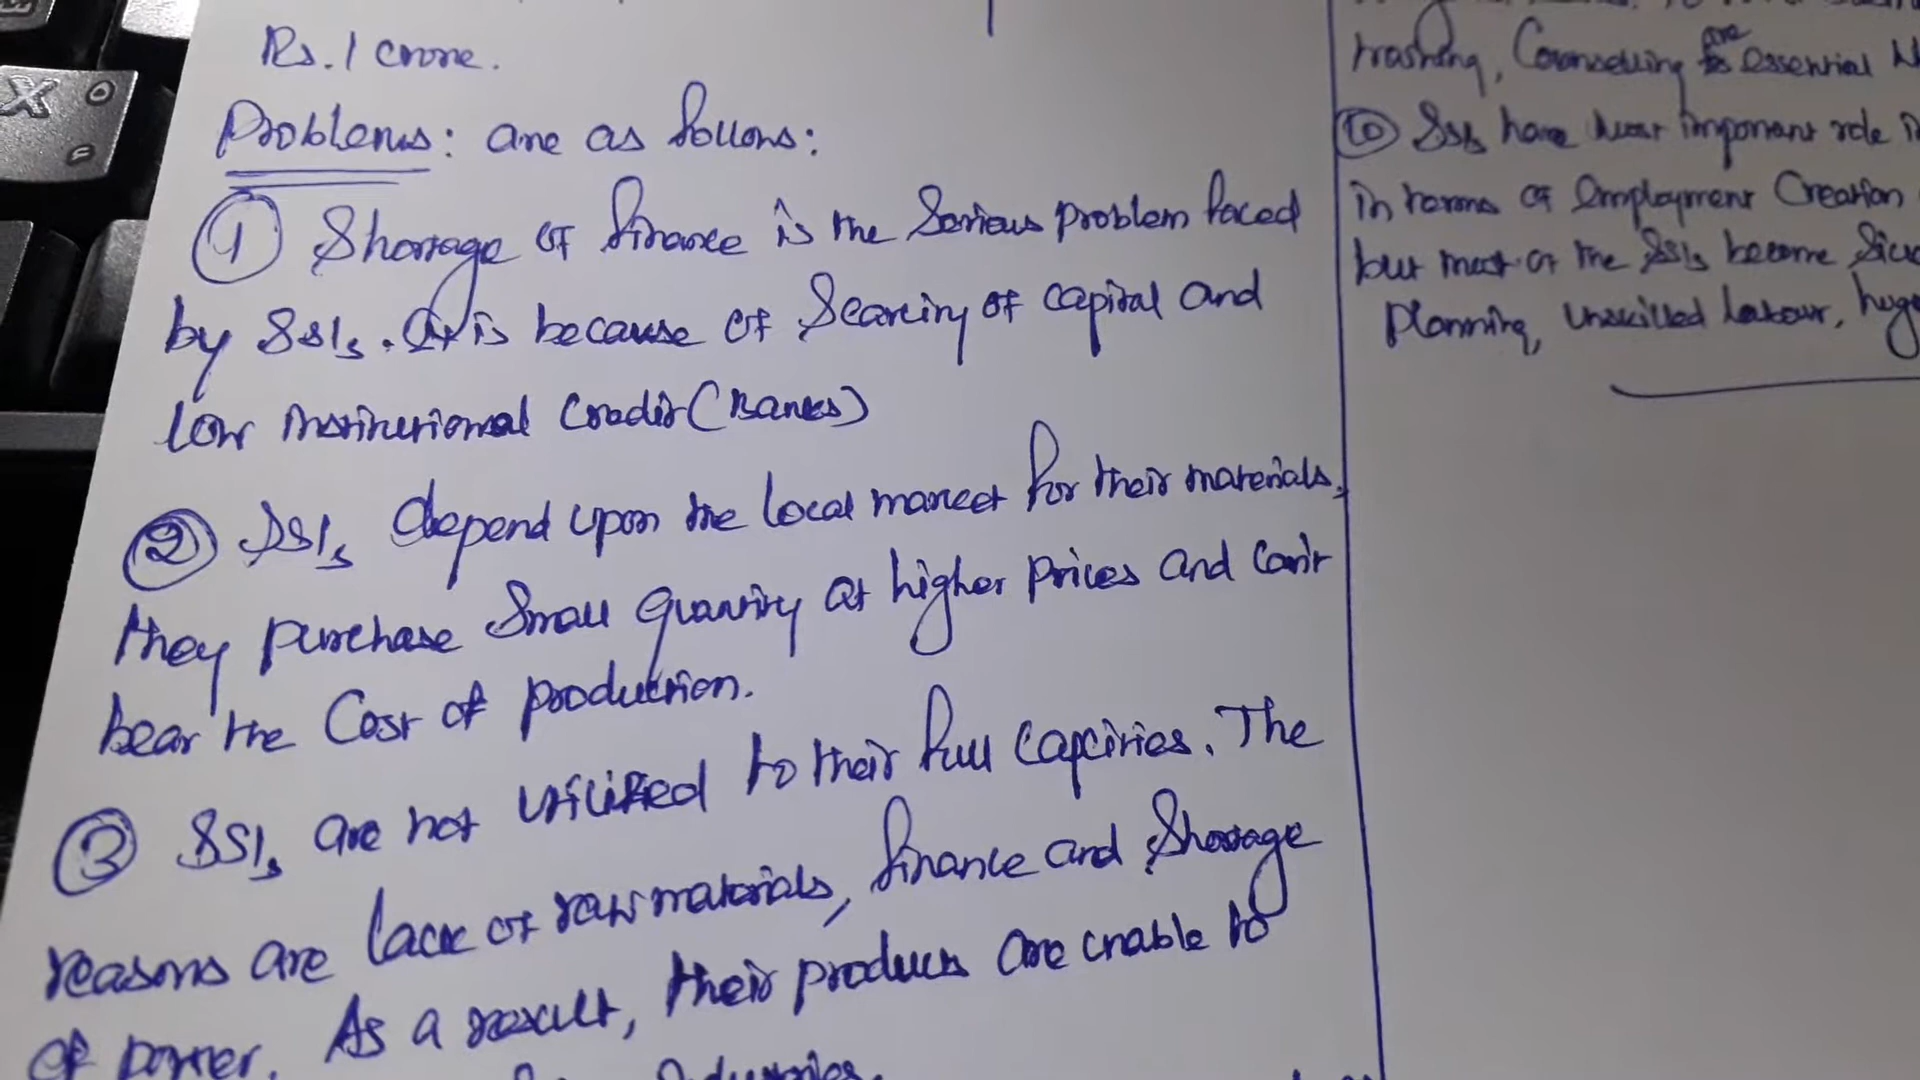 Rs. 1 crore.
Problems: are as follows:
① Shortage of finance is the Serious problem faced
by SSIs. It is because of Scarcity of capital and
low institutional Credit (Banks)
② SSIs depend upon the local market for their materials.
they purchase Small quantity at higher prices and can't
bear the Cost of production.
③ SSIs are not utilized to their full capcities. The
reasons are lack of raw materials, finance and Shortage
of power. As a result, their products are unable to
Industries.
Counselling are essential
⑩ SSIs have most important role
in terms of Employment Creation
but most of the SSIs become
Planning, unskilled labour, huge
X